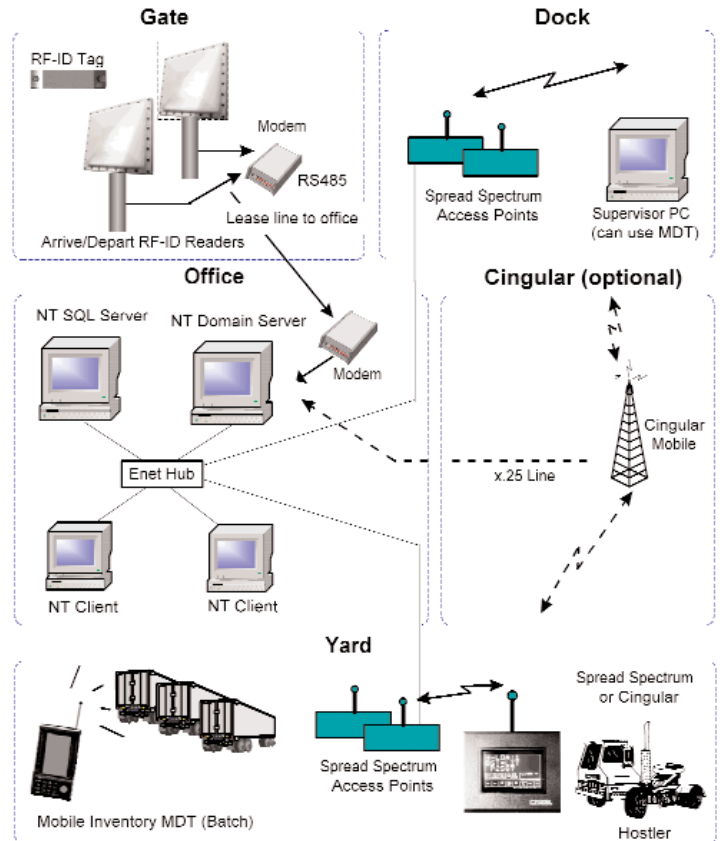 Gate
RF-ID Tag
Modem
RS485
Lease line to office
Arrive/Depart RF-ID Readers
Dock
Spread Spectrum
Access Points
Supervisor PC
(can use MDT)
Office
NT SQL Server
NT Domain Server
Modem
Enet Hub
NT Client
NT Client
Cingular (optional)
Cingular
Mobile
x.25 Line
Yard
Mobile Inventory MDT (Batch)
Spread Spectrum
Access Points
Spread Spectrum
or Cingular
Hostler